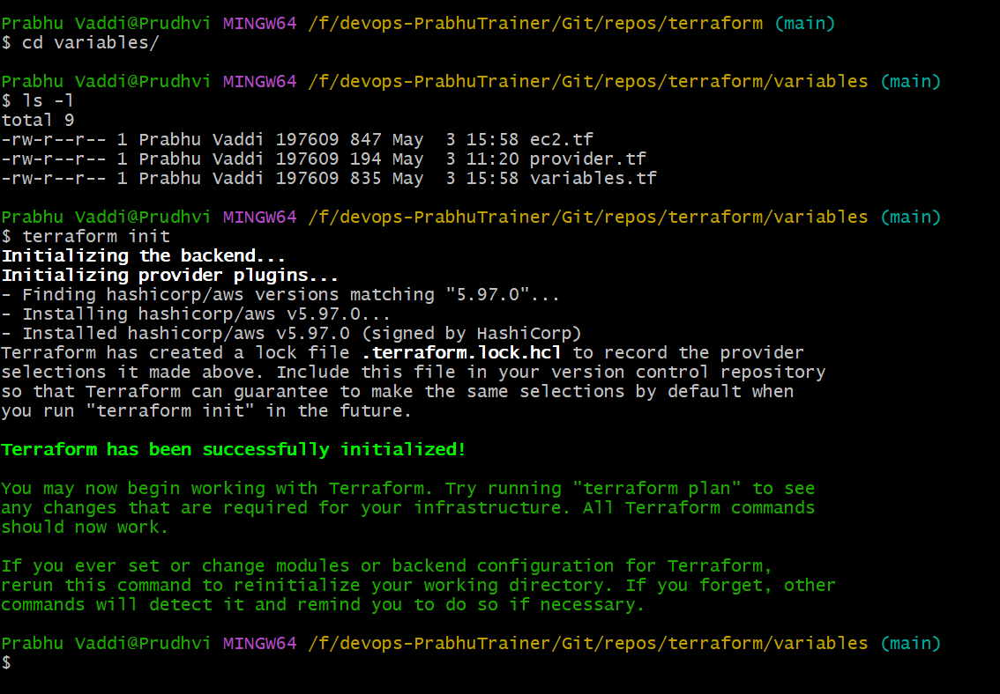 Prabhu Vaddi@Prudhvi MINGW64 /f/devops-PrabhuTrainer/Git/repos/terraform (main)
$ cd variables/
Prabhu Vaddi@Prudhvi MINGW64 /f/devops-PrabhuTrainer/Git/repos/terraform/variables (main)
$ ls -l
total 9
-rw-r--r-- 1 Prabhu Vaddi 197609 847 May  3 15:58 ec2.tf
-rw-r--r-- 1 Prabhu Vaddi 197609 194 May  3 11:20 provider.tf
-rw-r--r-- 1 Prabhu Vaddi 197609 835 May  3 15:58 variables.tf
Prabhu Vaddi@Prudhvi MINGW64 /f/devops-PrabhuTrainer/Git/repos/terraform/variables (main)
$ terraform init
Initializing the backend...
Initializing provider plugins...
- Finding hashicorp/aws versions matching "5.97.0"...
- Installing hashicorp/aws v5.97.0...
- Installed hashicorp/aws v5.97.0 (signed by HashiCorp)
Terraform has created a lock file .terraform.lock.hcl to record the provider
selections it made above. Include this file in your version control repository
so that Terraform can guarantee to make the same selections by default when
you run "terraform init" in the future.
Terraform has been successfully initialized!
You may now begin working with Terraform. Try running "terraform plan" to see
any changes that are required for your infrastructure. All Terraform commands
should now work.
If you ever set or change modules or backend configuration for Terraform,
rerun this command to reinitialize your working directory. If you forget, other
commands will detect it and remind you to do so if necessary.
Prabhu Vaddi@Prudhvi MINGW64 /f/devops-PrabhuTrainer/Git/repos/terraform/variables (main)
$